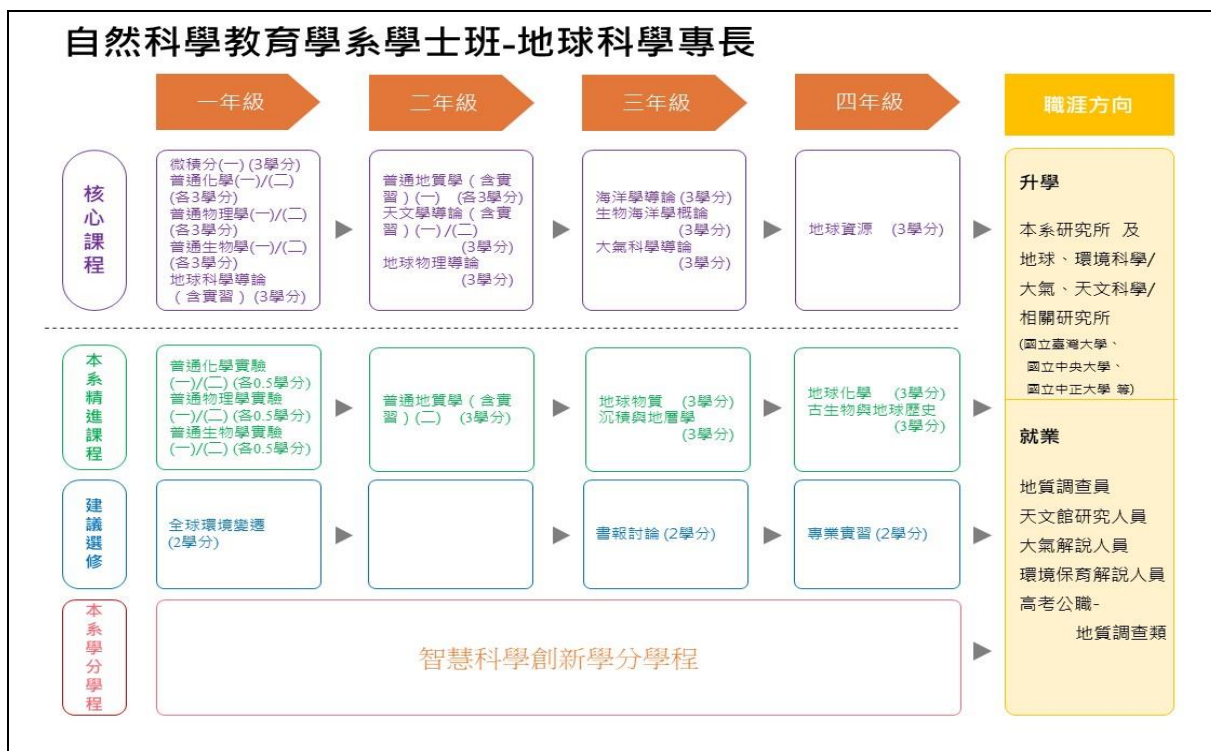 自然科學教育學系學士班-地球科學專長
一年級
二年級
三年級
四年級
職涯方向
核心課程
微積分(一) (3學分)
普通化學(一)/(二)
(各3學分)
普通物理學(一)/(二)
(各3學分)
普通生物學(一)/(二)
(各3學分)
地球科學導論
（含實習）(3學分)
普通地質學（含實
習）(一) (各3學分)
天文學導論（含實
習）(一)/(二)
(3學分)
地球物理導論
(3學分)
海洋學導論 (3學分)
生物海洋學概論
(3學分)
大氣科學導論
(3學分)
地球資源 (3學分)
本系精進課程
普通化學實驗
(一)/(二) (各0.5學分)
普通物理學實驗
(一)/(二) (各0.5學分)
普通生物學實驗
(一)/(二) (各0.5學分)
普通地質學（含實
習）(二) (3學分)
地球物質 (3學分)
沉積與地層學
(3學分)
地球化學 (3學分)
古生物與地球歷史
(3學分)
建議選修
全球環境變遷
(2學分)
書報討論 (2學分)
專業實習 (2學分)
本系學分學程
智慧科學創新學分學程
升學
本系研究所 及
地球、環境科學/
大氣、天文科學/
相關研究所
(國立臺灣大學、
國立中央大學、
國立中正大學 等)
就業
地質調查員
天文館研究人員
大氣解說人員
環境保育解說人員
高考公職-
地質調查類